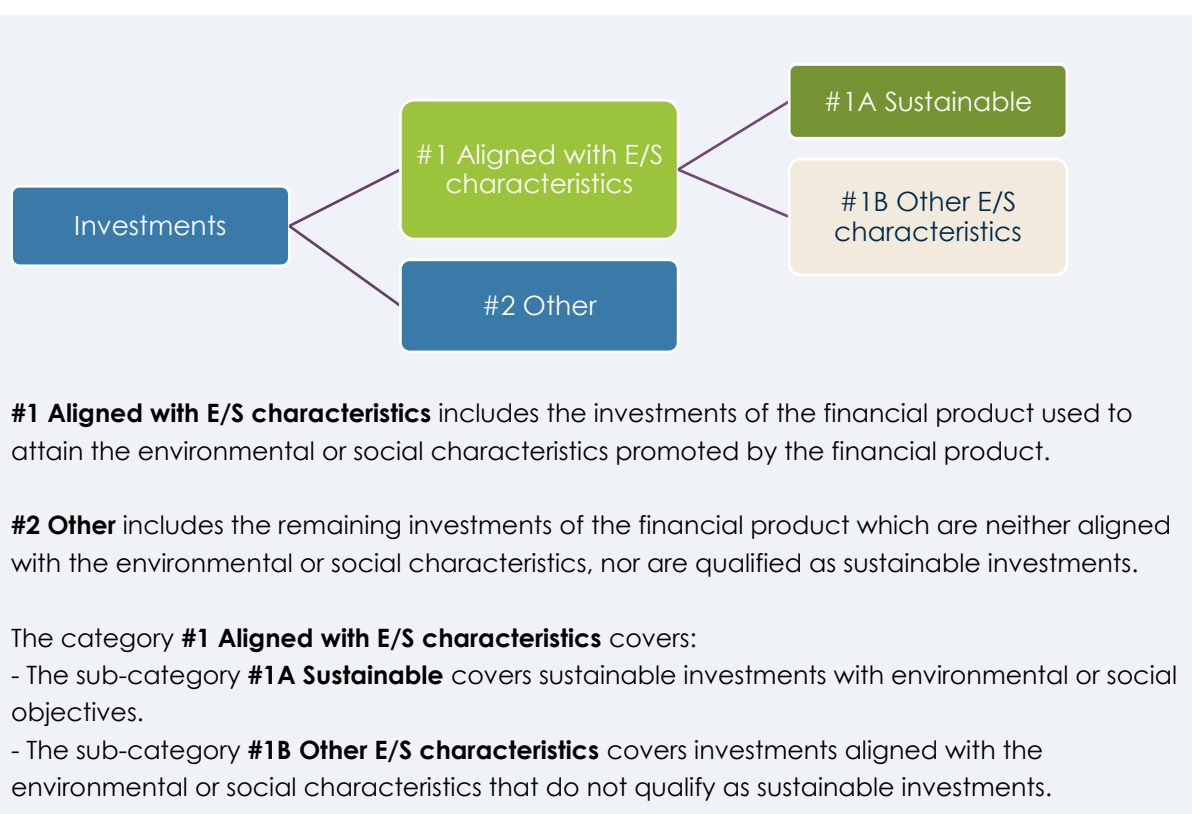 #1A Sustainable
#1 Aligned with E/S
characteristics
#1B Other E/S
characteristics
Investments
#2 Other
#1 Aligned with E/S characteristics includes the investments of the financial product used to
attain the environmental or social characteristics promoted by the financial product.
#2 Other includes the remaining investments of the financial product which are neither aligned
with the environmental or social characteristics, nor are qualified as sustainable investments.
The category #1 Aligned with E/S characteristics covers:
- The sub-category #1A Sustainable covers sustainable investments with environmental or social
objectives.
- The sub-category #1B Other E/S characteristics covers investments aligned with the
environmental or social characteristics that do not qualify as sustainable investments.